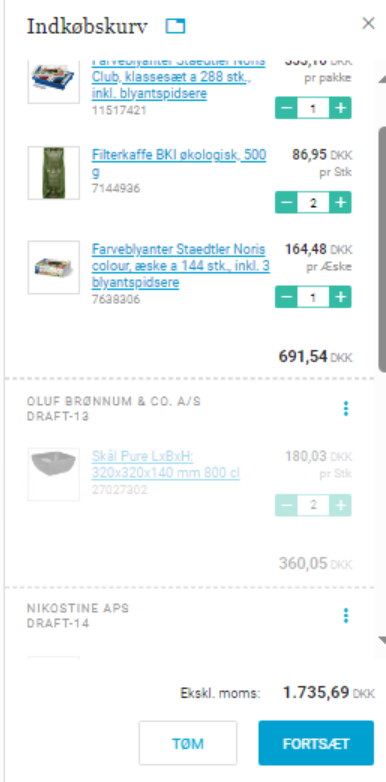 Indkøbskurv
Farveblyanter Staedtler Noris
Club, klassesæt a 288 stk.,
inkl. blyantspidsere
11517421
353,16 DKK
pr pakke
1
Filterkaffe BKI økologisk, 500
g
7144936
86,95 DKK
pr Stk
2
Farveblyanter Staedtler Noris
colour, æske a 144 stk., inkl. 3
blyantspidsere
7638306
164,48 DKK
pr Æske
1
691,54 DKK
OLUF BRØNNUM & CO. A/S
DRAFT-13
Skål Pure LxBxH:
320x320x140 mm 800 cl
27027302
180,03 DKK
pr Stk
2
360,05 DKK
NIKOSTINE APS
DRAFT-14
Ekskl. moms: 1.735,69 DKK
TØM
FORTSÆT